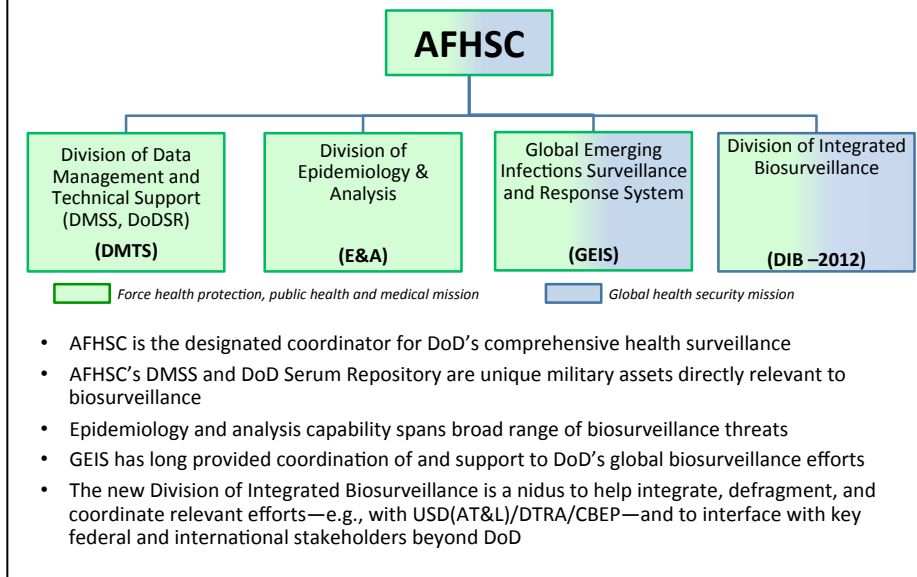 AFHSC
Division of Data
Management and
Technical Support
(DMSS, DoDSR)
(DMTS)
Division of
Epidemiology &
Analysis
(E&A)
Global Emerging
Infections Surveillance
and Response System
(GEIS)
Division of Integrated
Biosurveillance
(DIB –2012)
Force health protection, public health and medical mission
Global health security mission
• AFHSC is the designated coordinator for DoD's comprehensive health surveillance
• AFHSC's DMSS and DoD Serum Repository are unique military assets directly relevant to
biosurveillance
• Epidemiology and analysis capability spans broad range of biosurveillance threats
• GEIS has long provided coordination of and support to DoD's global biosurveillance efforts
• The new Division of Integrated Biosurveillance is a nidus to help integrate, defragment, and
coordinate relevant efforts—e.g., with USD(AT&L)/DTRA/CBEP—and to interface with key
federal and international stakeholders beyond DoD